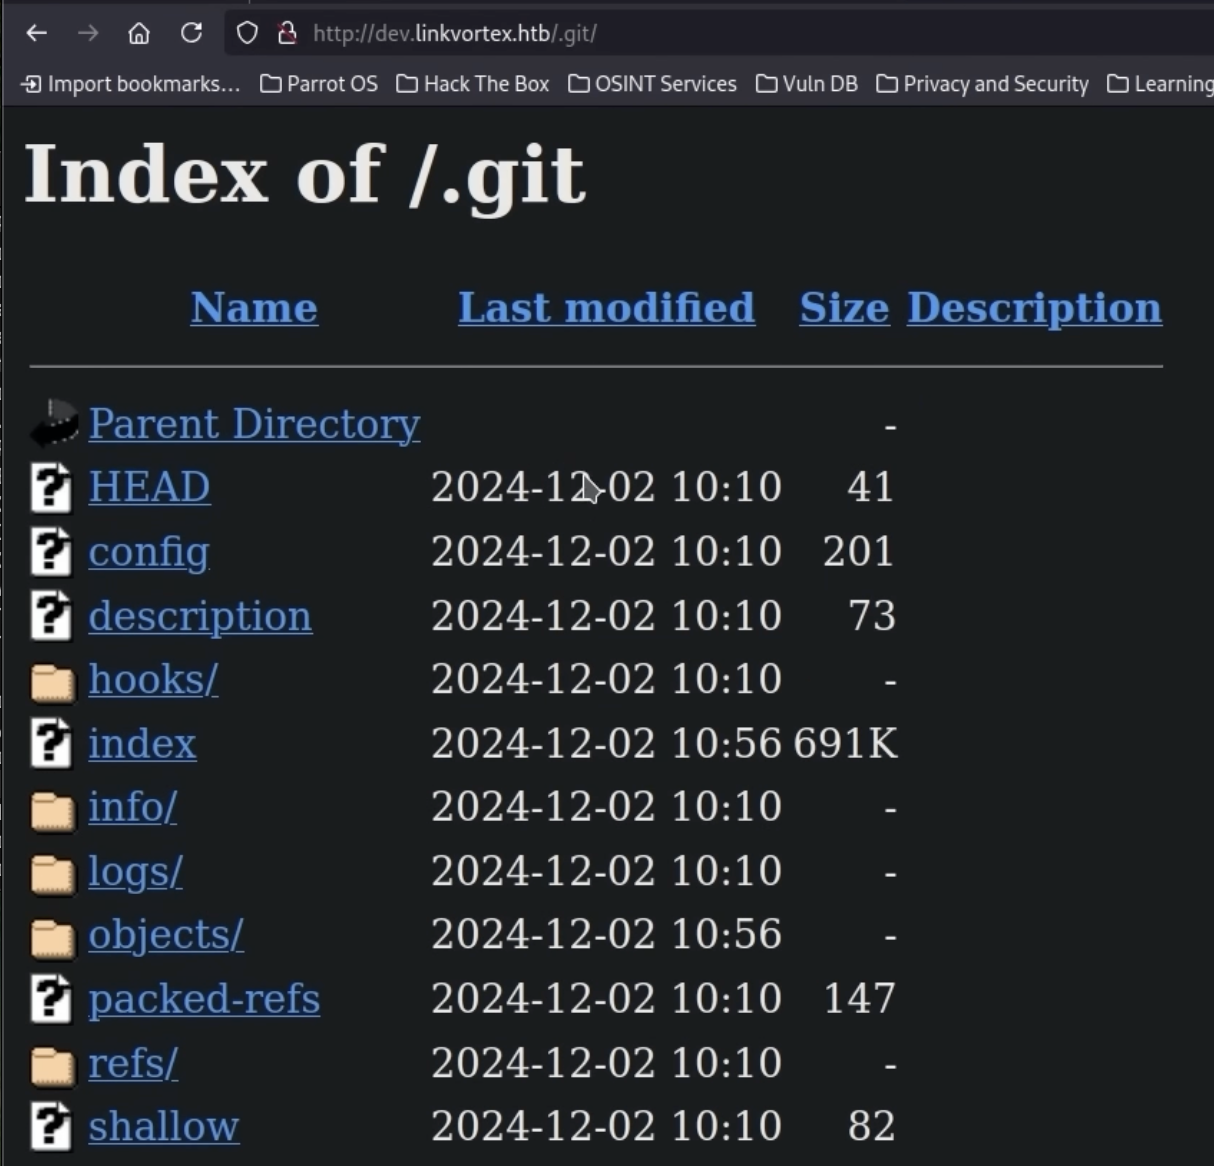 http://dev.linkvortex.htb/.git/
Import bookmarks... Parrot OS Hack The Box OSINT Services Vuln DB Privacy and Security Learning
Index of /.git
Name Last modified Size Description
Parent Directory -
HEAD 2024-12-02 10:10 41
config 2024-12-02 10:10 201
description 2024-12-02 10:10 73
hooks/ 2024-12-02 10:10 -
index 2024-12-02 10:56 691K
info/ 2024-12-02 10:10 -
logs/ 2024-12-02 10:10 -
objects/ 2024-12-02 10:56 -
packed-refs 2024-12-02 10:10 147
refs/ 2024-12-02 10:10 -
shallow 2024-12-02 10:10 82